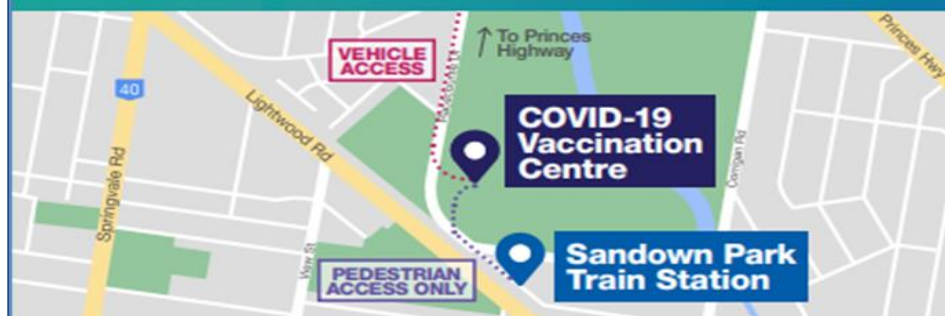 To Princes
Highway
Princes Hwy
VEHICLE
ACCESS
40
Lightwood Rd
COVID-19
Vaccination
Centre
Corrigan Rd
Springvale Rd
View St
Sandown Park
Train Station
PEDESTRIAN
ACCESS ONLY